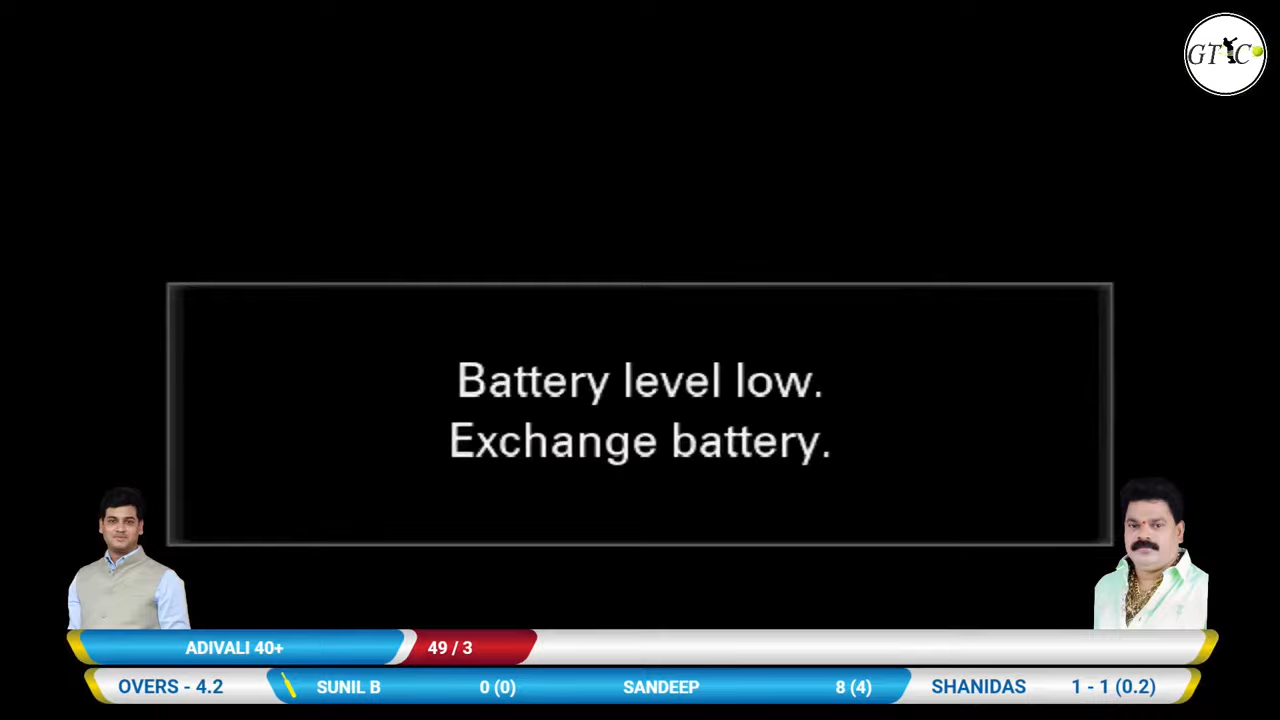 GTC
Battery level low.
Exchange battery.
ADIVALI 40+ 49 / 3
OVERS - 4.2 SUNIL B 0 (0) SANDEEP 8 (4) SHANIDAS 1 - 1 (0.2)